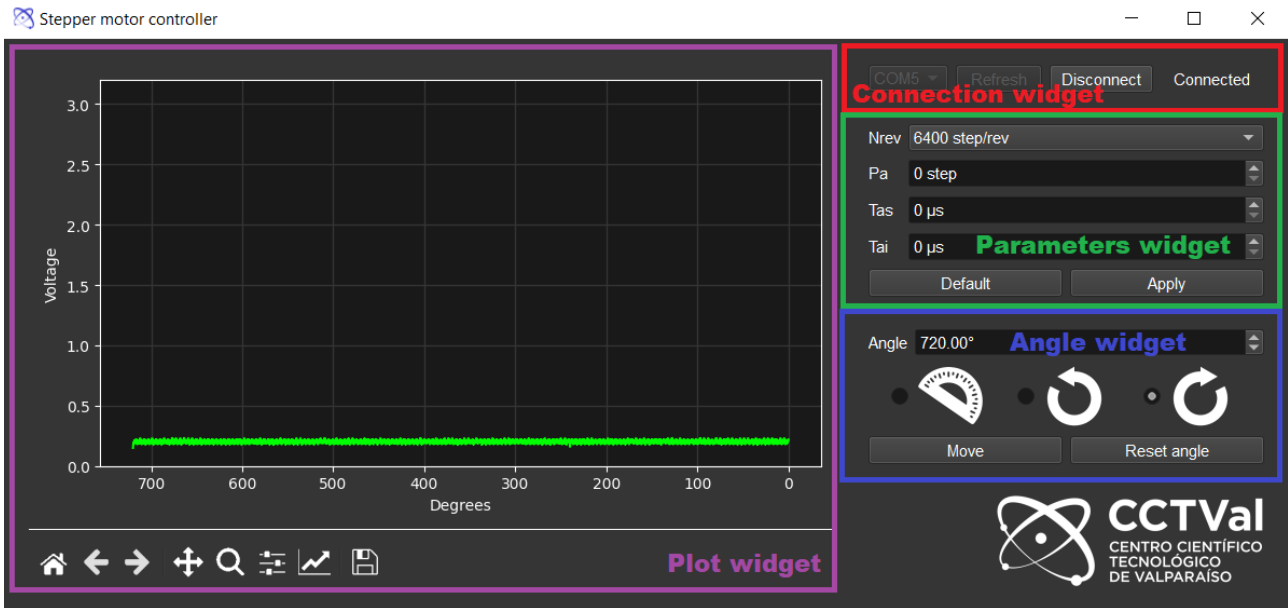 Stepper motor controller
3.0
2.5
2.0
1.5
1.0
0.5
0.0
Voltage
700 600 500 400 300 200 100 0
Degrees
Plot widget
COM5 Refresh Disconnect Connected
Connection widget
Nrev 6400 step/rev
Pa 0 step
Tas 0 µs
Tai 0 µs Parameters widget
Default Apply
Angle 720.00° Angle widget
Move Reset angle
CCTVal
CENTRO CIENTÍFICO
TECNOLÓGICO
DE VALPARAÍSO